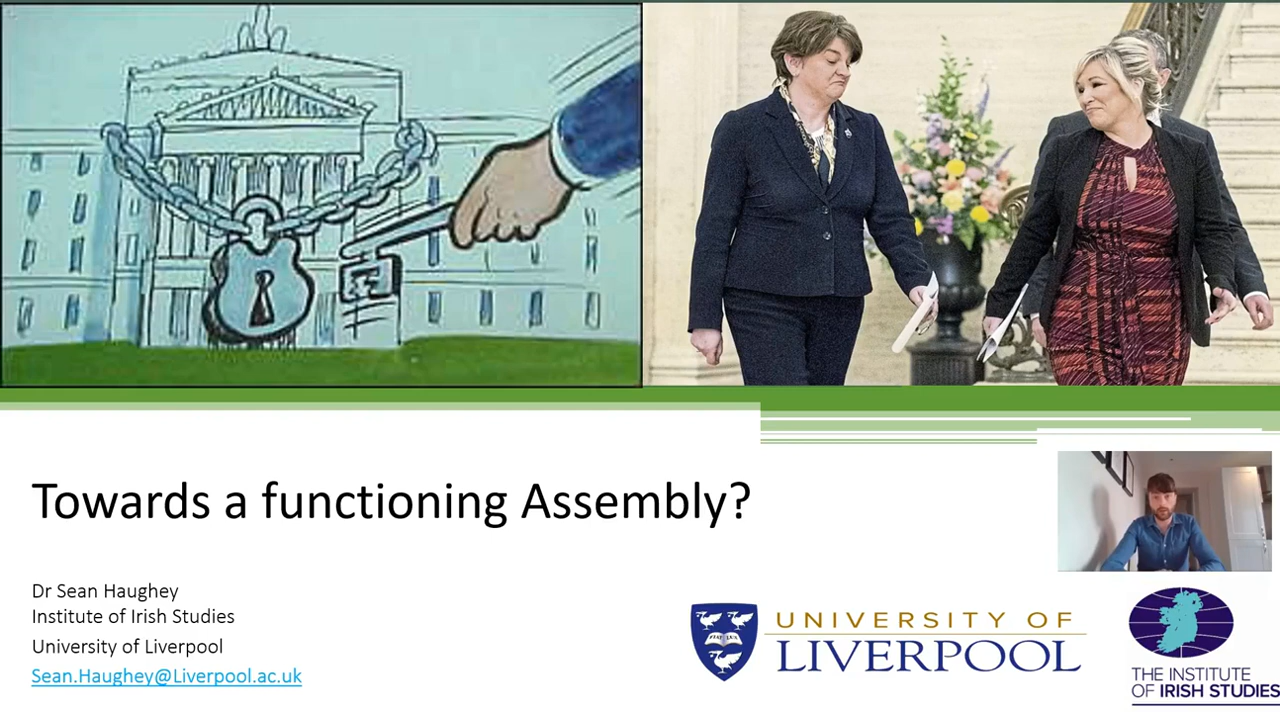 Towards a functioning Assembly?
Dr Sean Haughey
Institute of Irish Studies
University of Liverpool
Sean.Haughey@Liverpool.ac.uk
UNIVERSITY OF
LIVERPOOL
THE INSTITUTE
OF IRISH STUDIES